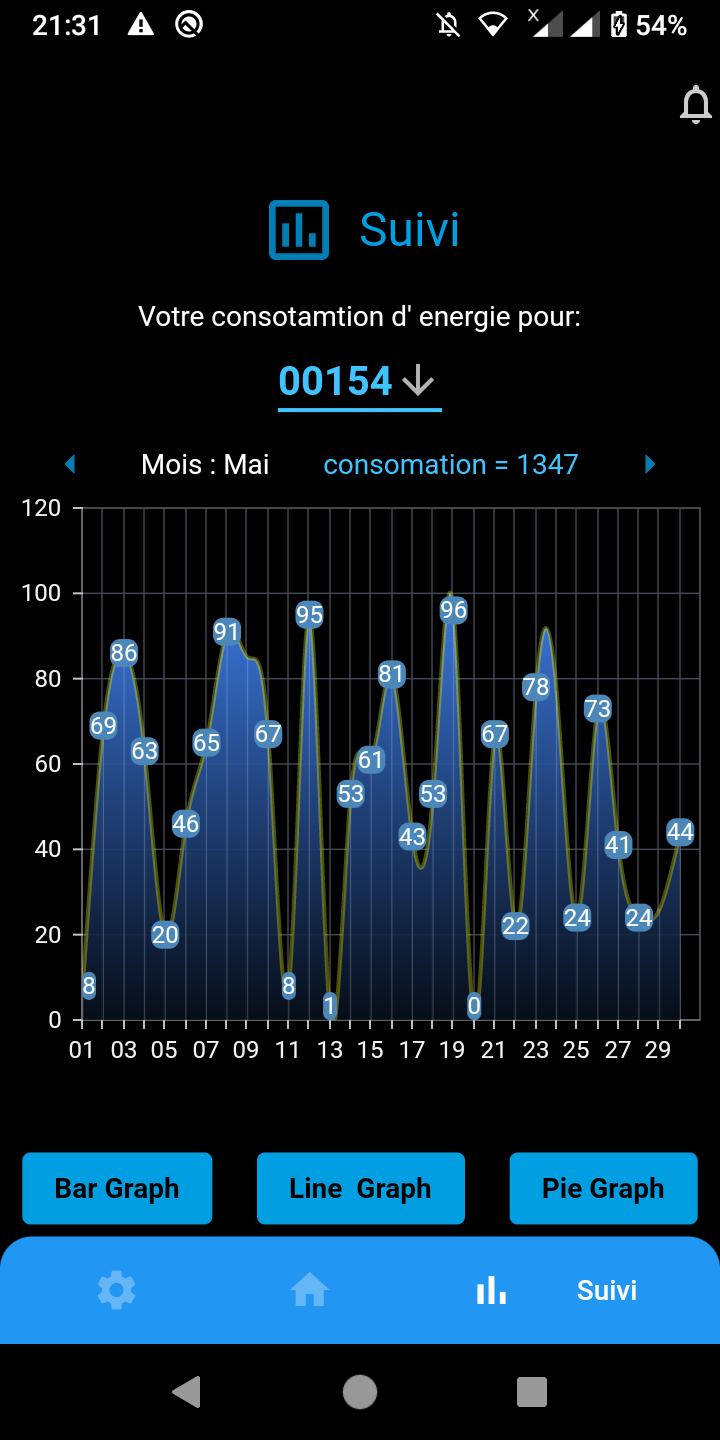 21:31 54%
Suivi
Votre consotamtion d' energie pour:
00154
Mois : Mai consomation = 1347
120
100
80
60
40
20
0
8 69 86 63 20 46 65 91 67 8 95 1 53 61 81 43 53 96 0 67 22 78 24 73 41 24 44
01 03 05 07 09 11 13 15 17 19 21 23 25 27 29
Bar Graph Line Graph Pie Graph
Suivi